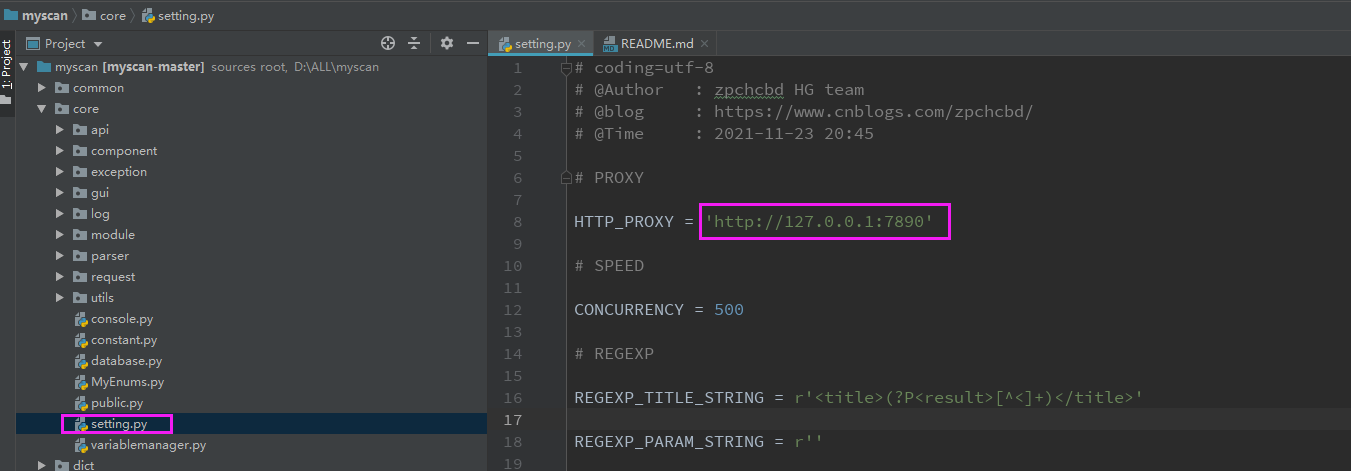 myscan core setting.py
1: Project
Project
myscan [myscan-master] sources root, D:\ALL\myscan
common
core
api
component
exception
gui
log
module
parser
request
utils
console.py
constant.py
database.py
MyEnums.py
public.py
setting.py
variablemanager.py
dict
setting.py README.md
1 # coding=utf-8
2 # @Author : zpchcbd HG team
3 # @blog : https://www.cnblogs.com/zpchcbd/
4 # @Time : 2021-11-23 20:45
5
6 # PROXY
7
8 HTTP_PROXY = 'http://127.0.0.1:7890'
9
10 # SPEED
11
12 CONCURRENCY = 500
13
14 # REGEXP
15
16 REGEXP_TITLE_STRING = r'<title>(?P<result>[^<]+)</title>'
17
18 REGEXP_PARAM_STRING = r''
19